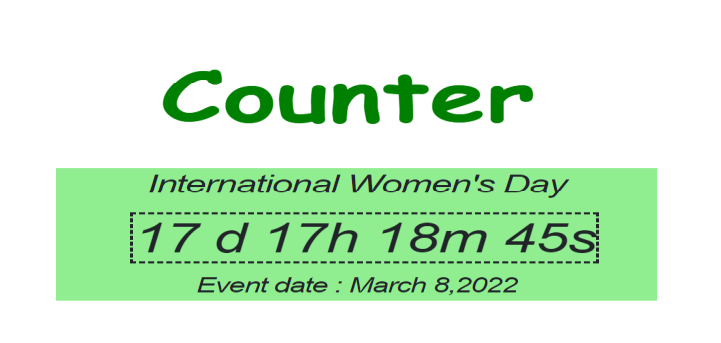 Counter
International Women's Day
17 d 17h 18m 45s
Event date : March 8,2022